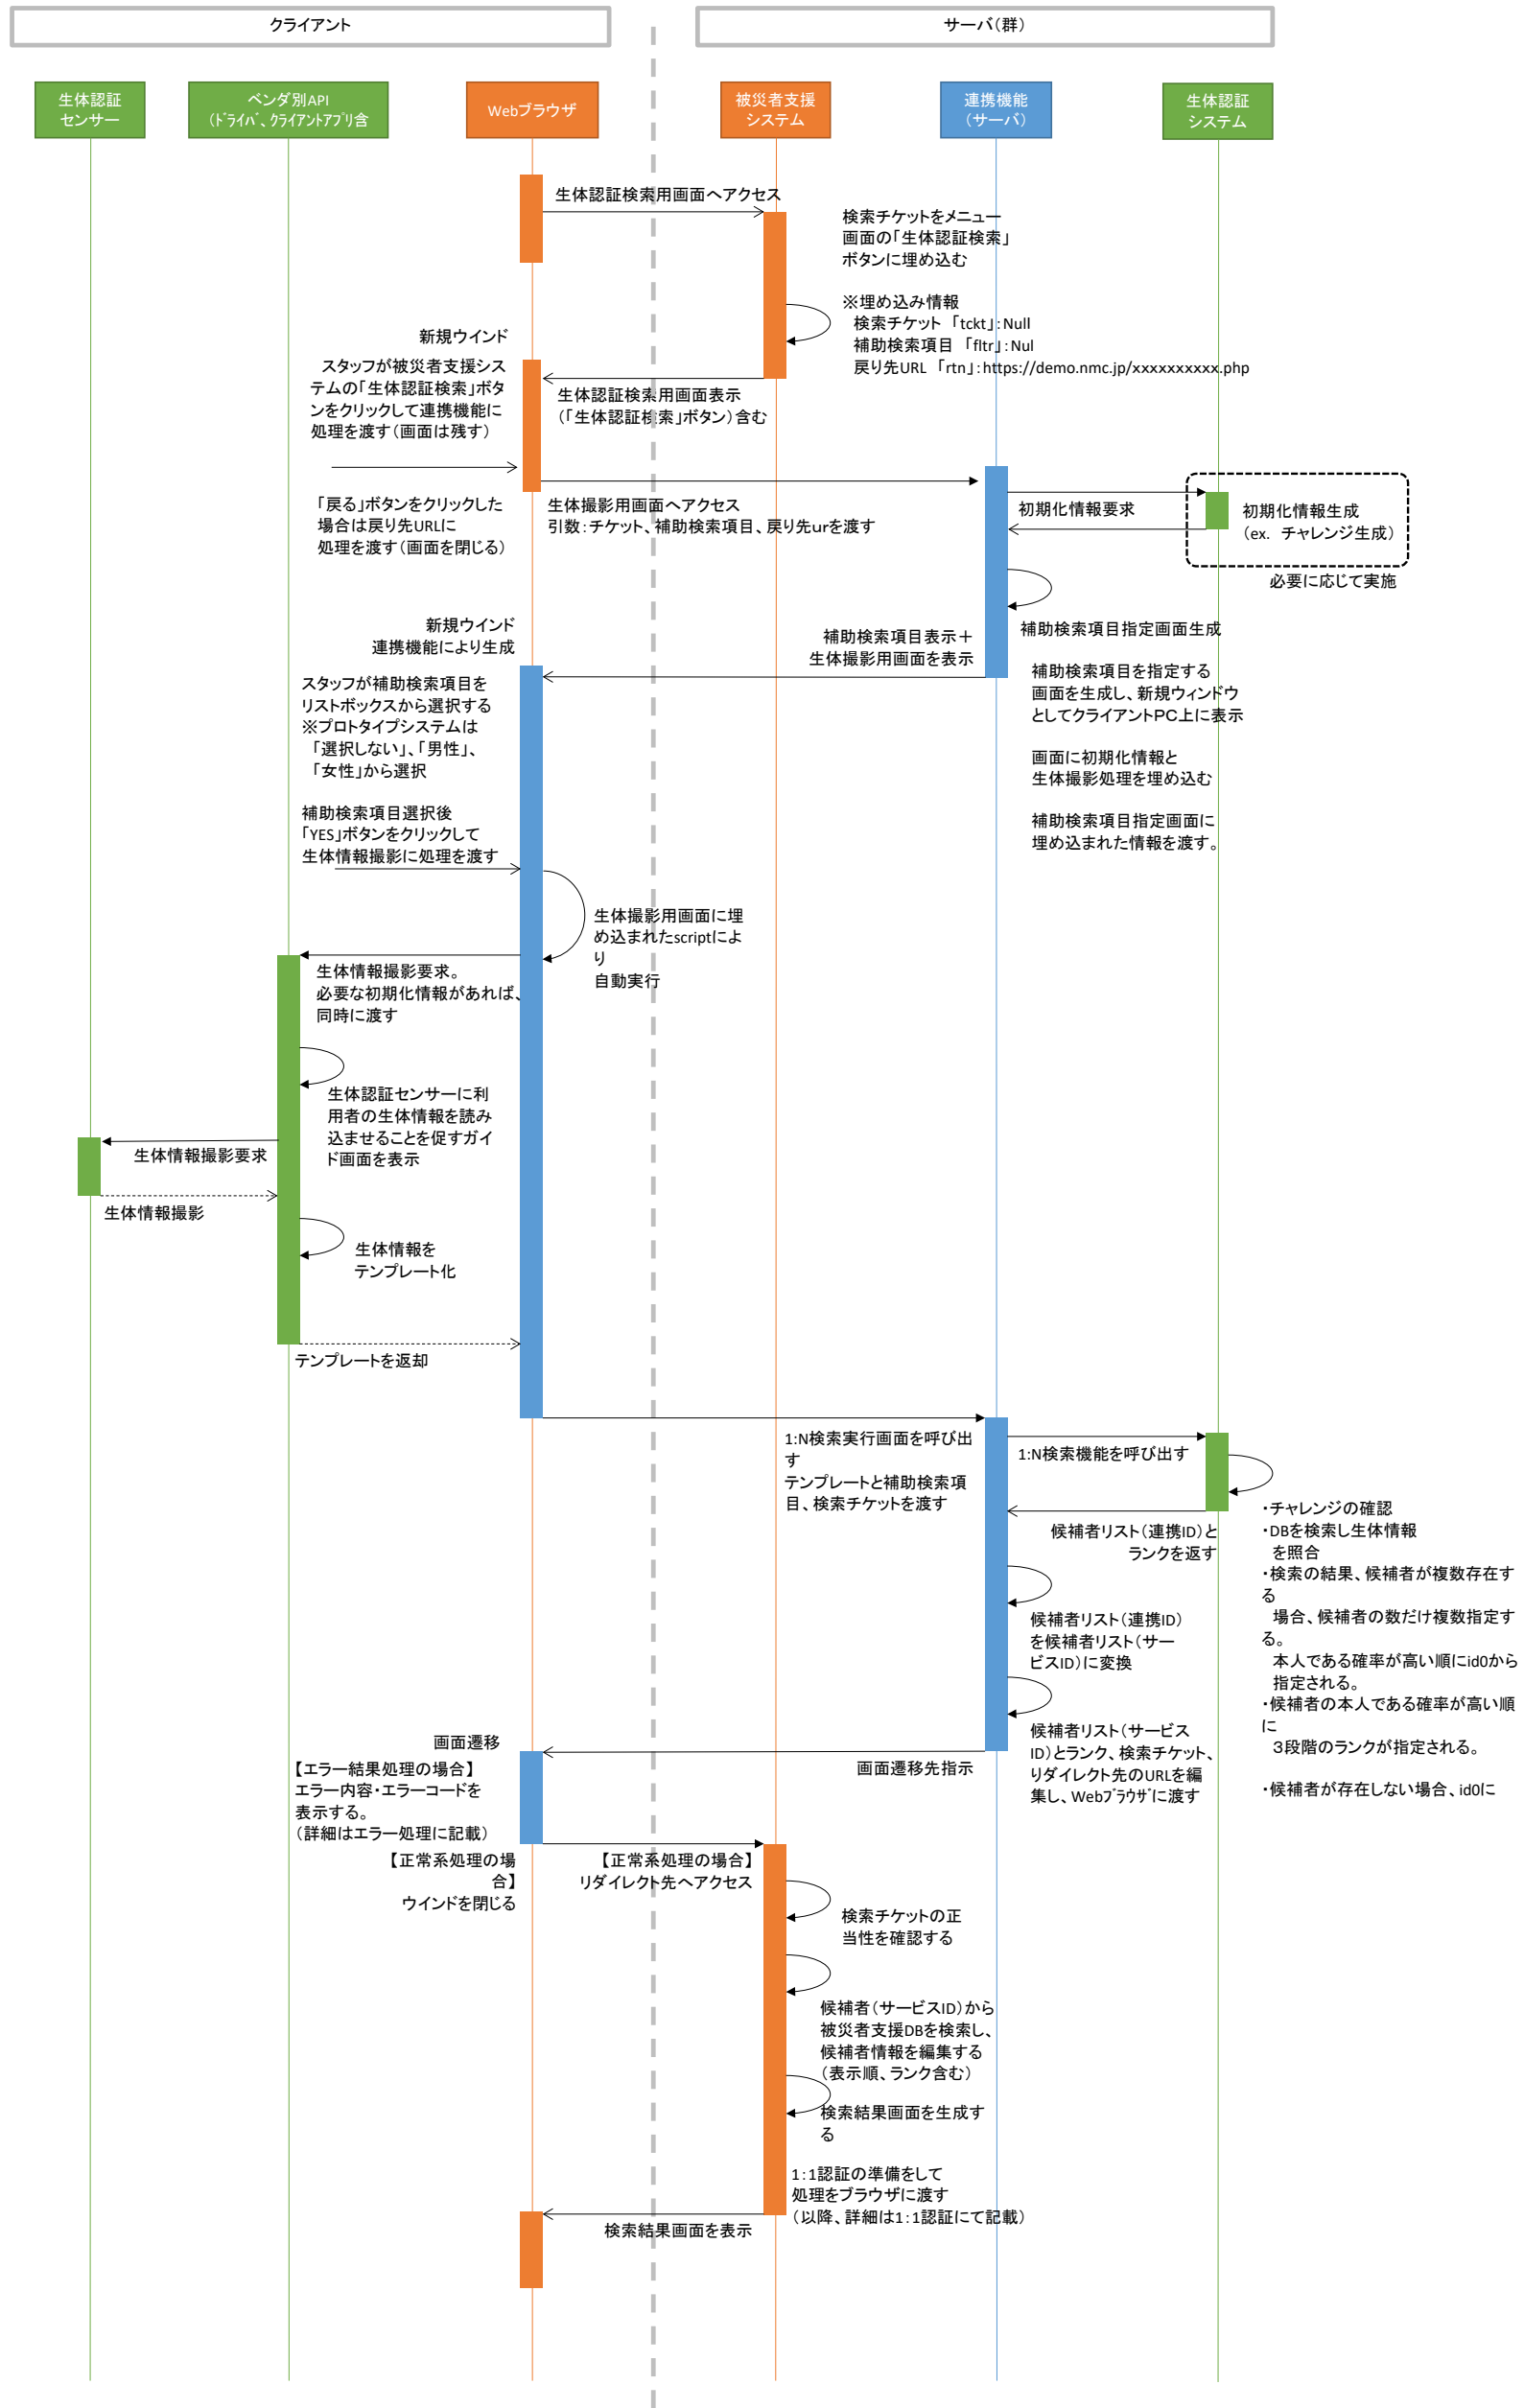 クライアント
サーバ（群）
生体認証
センサー
ベンダ別API
（ﾄﾞﾗｲﾊﾞ、ｸﾗｲｱﾝﾄｱﾌﾟﾘ含
Webブラウザ
被災者支援
システム
連携機能
（サーバ）
生体認証
システム
生体認証検索用画面へアクセス
検索チケットをメニュー
画面の「生体認証検索」
ボタンに埋め込む
※埋め込み情報
検索チケット 「tckt」：Null
補助検索項目 「fltr」：Nul
戻り先URL 「rtn」：https://demo.nmc.jp/xxxxxxxxxx.php
新規ウインド
スタッフが被災者支援シス
テムの「生体認証検索」ボタ
ンをクリックして連携機能に
処理を渡す（画面は残す）
生体認証検索用画面表示
（「生体認証検索」ボタン）含む
「戻る」ボタンをクリックした
場合は戻り先URLに
処理を渡す（画面を閉じる）
生体撮影用画面へアクセス
引数：チケット、補助検索項目、戻り先urを渡す
初期化情報要求
初期化情報生成
（ex. チャレンジ生成）
必要に応じて実施
新規ウインド
連携機能により生成
補助検索項目表示＋
生体撮影用画面を表示
補助検索項目指定画面生成
補助検索項目を指定する
画面を生成し、新規ウィンドウ
としてクライアントPC上に表示
画面に初期化情報と
生体撮影処理を埋め込む
補助検索項目指定画面に
埋め込まれた情報を渡す。
スタッフが補助検索項目を
リストボックスから選択する
※プロトタイプシステムは
「選択しない」、「男性」、
「女性」から選択
補助検索項目選択後
「YES」ボタンをクリックして
生体情報撮影に処理を渡す
生体撮影用画面に埋
め込まれたscriptによ
り
自動実行
生体情報撮影要求。
必要な初期化情報があれば、
同時に渡す
生体認証センサーに利
用者の生体情報を読み
込ませることを促すガイ
ド画面を表示
生体情報撮影要求
生体情報撮影
生体情報を
テンプレート化
テンプレートを返却
1:N検索実行画面を呼び出
す
テンプレートと補助検索項
目、検索チケットを渡す
1:N検索機能を呼び出す
候補者リスト（連携ID）と
ランクを返す
・チャレンジの確認
・DBを検索し生体情報
を照合
・検索の結果、候補者が複数存在す
る
場合、候補者の数だけ複数指定す
る。
本人である確率が高い順にid0から
指定される。
・候補者の本人である確率が高い順
に
３段階のランクが指定される。
・候補者が存在しない場合、id0に
候補者リスト（連携ID）
を候補者リスト（サー
ビスID）に変換
候補者リスト（サービス
ID）とランク、検索チケット、
りダイレクト先のURLを編
集し、Webﾌﾞﾗｳｻﾞに渡す
画面遷移
画面遷移先指示
【エラー結果処理の場合】
エラー内容・エラーコードを
表示する。
（詳細はエラー処理に記載）
【正常系処理の場
合】
ウインドを閉じる
【正常系処理の場合】
リダイレクト先へアクセス
検索チケットの正
当性を確認する
候補者（サービスID）から
被災者支援DBを検索し、
候補者情報を編集する
（表示順、ランク含む）
検索結果画面を生成す
る
1：1認証の準備をして
処理をブラウザに渡す
（以降、詳細は1：1認証にて記載）
検索結果画面を表示